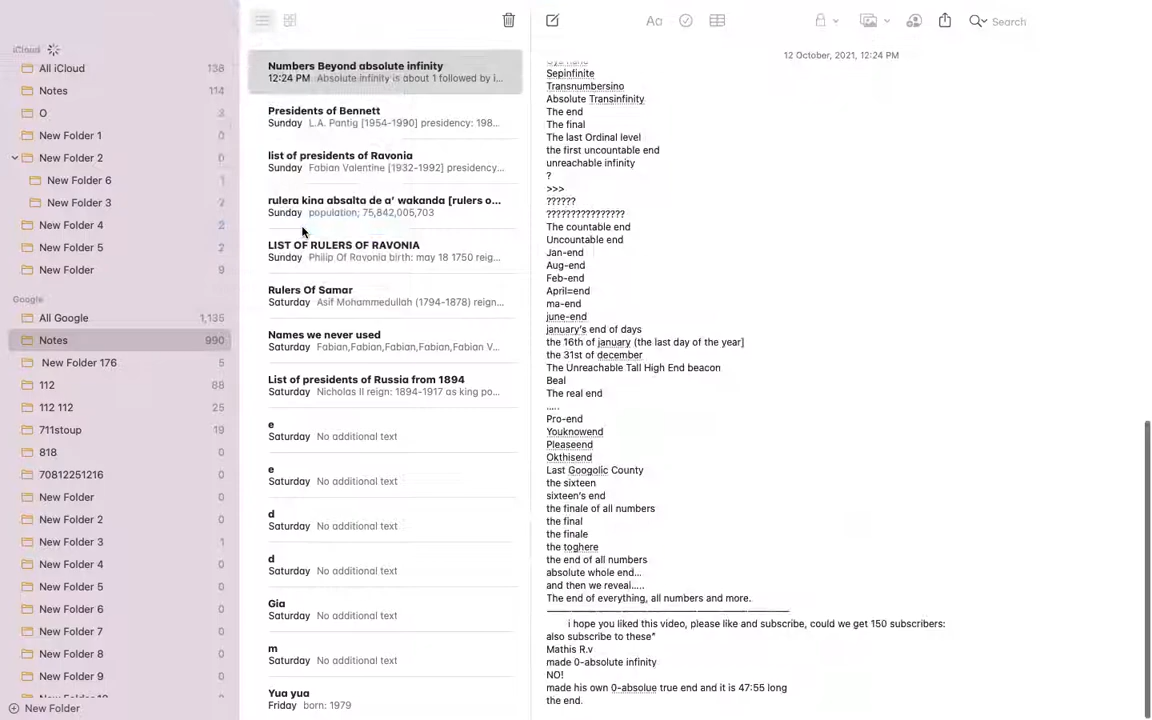 Search
iCloud
All iCloud 138
Notes 114
O 2
New Folder 1 0
New Folder 2 0
New Folder 6 1
New Folder 3 2
New Folder 4 2
New Folder 5 2
New Folder 9
Google
All Google 1,135
Notes 990
New Folder 176 5
112 88
112 112 25
711stoup 19
818 0
70812251216 0
New Folder 0
New Folder 2 0
New Folder 3 1
New Folder 4 0
New Folder 5 0
New Folder 6 0
New Folder 7 0
New Folder 8 0
New Folder 9 0
New Folder
Numbers Beyond absolute infinity
12:24 PM Absolute infinity is about 1 followed by i...
Presidents of Bennett
Sunday L.A. Pantig [1954-1990] presidency: 198...
list of presidents of Ravonia
Sunday Fabian Valentine [1932-1992] presidency...
rulera kina absalta de a’ wakanda [rulers o...
Sunday population; 75,842,005,703
LIST OF RULERS OF RAVONIA
Sunday Philip Of Ravonia birth: may 18 1750 reig...
Rulers Of Samar
Saturday Asif Mohammedullah (1794-1878) reign...
Names we never used
Saturday Fabian,Fabian,Fabian,Fabian,Fabian V...
List of presidents of Russia from 1894
Saturday Nicholas II reign: 1894-1917 as king po...
e
Saturday No additional text
e
Saturday No additional text
d
Saturday No additional text
d
Saturday No additional text
Gia
Saturday No additional text
m
Saturday No additional text
Yua yua
Friday born: 1979
12 October, 2021, 12:24 PM
Sepinfinite
Transnumbersino
Absolute Transinfinity
The end
The final
The last Ordinal level
the first uncountable end
unreachable infinity
?
>>>
??????
????????????????
The countable end
Uncountable end
Jan-end
Aug-end
Feb-end
April=end
ma-end
june-end
january’s end of days
the 16th of january (the last day of the year]
the 31st of december
The Unreachable Tall High End beacon
Beal
The real end
…..
Pro-end
Youknowend
Pleaseend
Okthisend
Last Googolic County
the sixteen
sixteen’s end
the finale of all numbers
the final
the finale
the toghere
the end of all numbers
absolute whole end…
and then we reveal…..
The end of everything, all numbers and more.
i hope you liked this video, please like and subscribe, could we get 150 subscribers:
also subscribe to these”
Mathis R.v
made 0-absolute infinity
NO!
made his own 0-absolue true end and it is 47:55 long
the end.